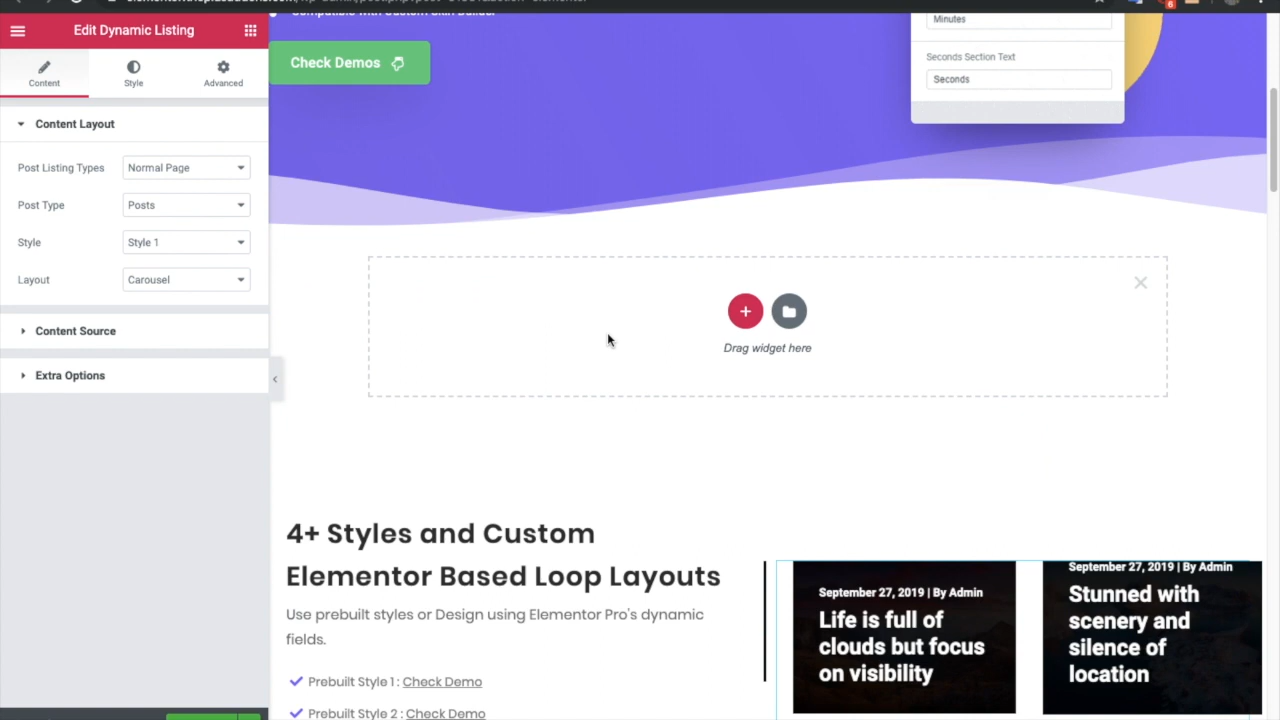 Edit Dynamic Listing
Content
Style
Advanced
Content Layout
Post Listing Types
Normal Page
Post Type
Posts
Style
Style 1
Layout
Carousel
Content Source
Extra Options
6
Check Demos
Minutes
Seconds Section Text
Seconds
Drag widget here
4+ Styles and Custom
Elementor Based Loop Layouts
Use prebuilt styles or Design using Elementor Pro's dynamic
fields.
Prebuilt Style 1 : Check Demo
Prebuilt Style 2 : Check Demo
September 27, 2019 | By Admin
Life is full of
clouds but focus
on visibility
September 27, 2019 | By Admin
Stunned with
scenery and
silence of
location